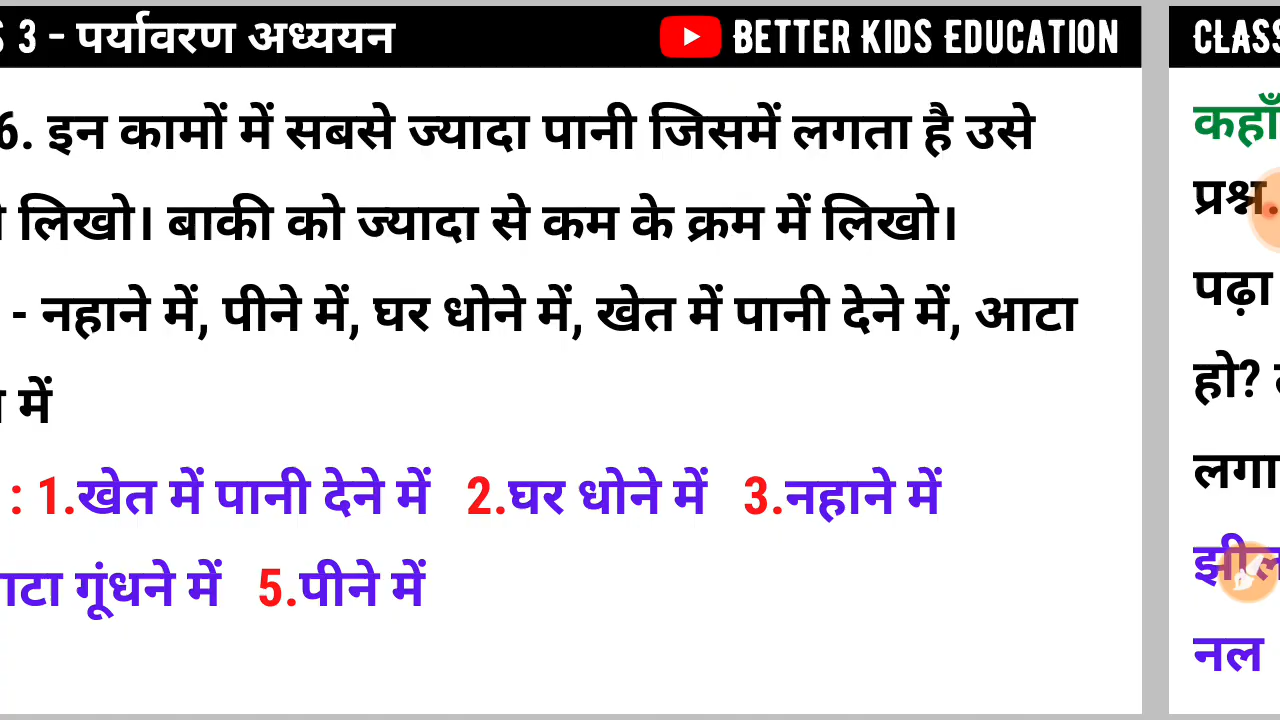 3 - पर्यावरण अध्ययन
BETTER KIDS EDUCATION
6. इन कामों में सबसे ज्यादा पानी जिसमें लगता है उसे
लिखो। बाकी को ज्यादा से कम के क्रम में लिखो।
- नहाने में, पीने में, घर धोने में, खेत में पानी देने में, आटा
में
: 1.खेत में पानी देने में 2.घर धोने में 3.नहाने में
गूंधने में 5.पीने में
CLASS
कहाँ
प्रश्न.
पढ़ा
हो?
लगा
झील
नल